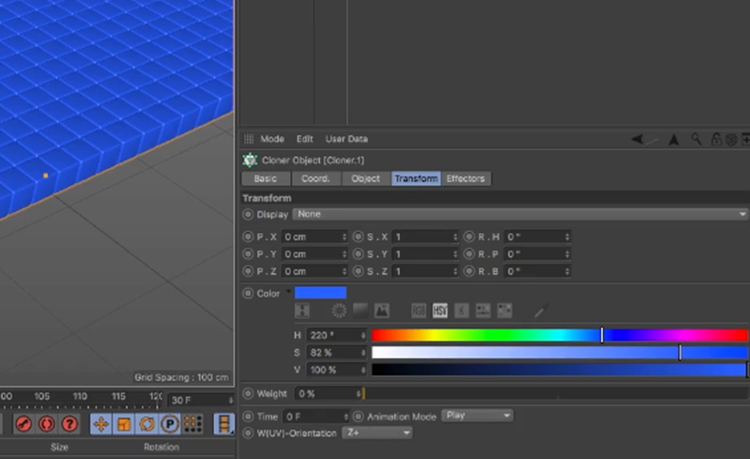 Mode Edit User Data
Cloner Object [Cloner.1]
Basic Coord. Object Transform Effectors
Transform
Display None
P . X 0 cm S . X 1 R . H 0 °
P . Y 0 cm S . Y 1 R . P 0 °
P . Z 0 cm S . Z 1 R . B 0 °
Color
RGB HSV K
H 220 °
S 82 %
V 100 %
Grid Spacing : 100 cm
Weight 0 %
00 105 110 115 120 30 F
Time 0 F Animation Mode Play
W(UV)-Orientation Z+
P
Size Rotation